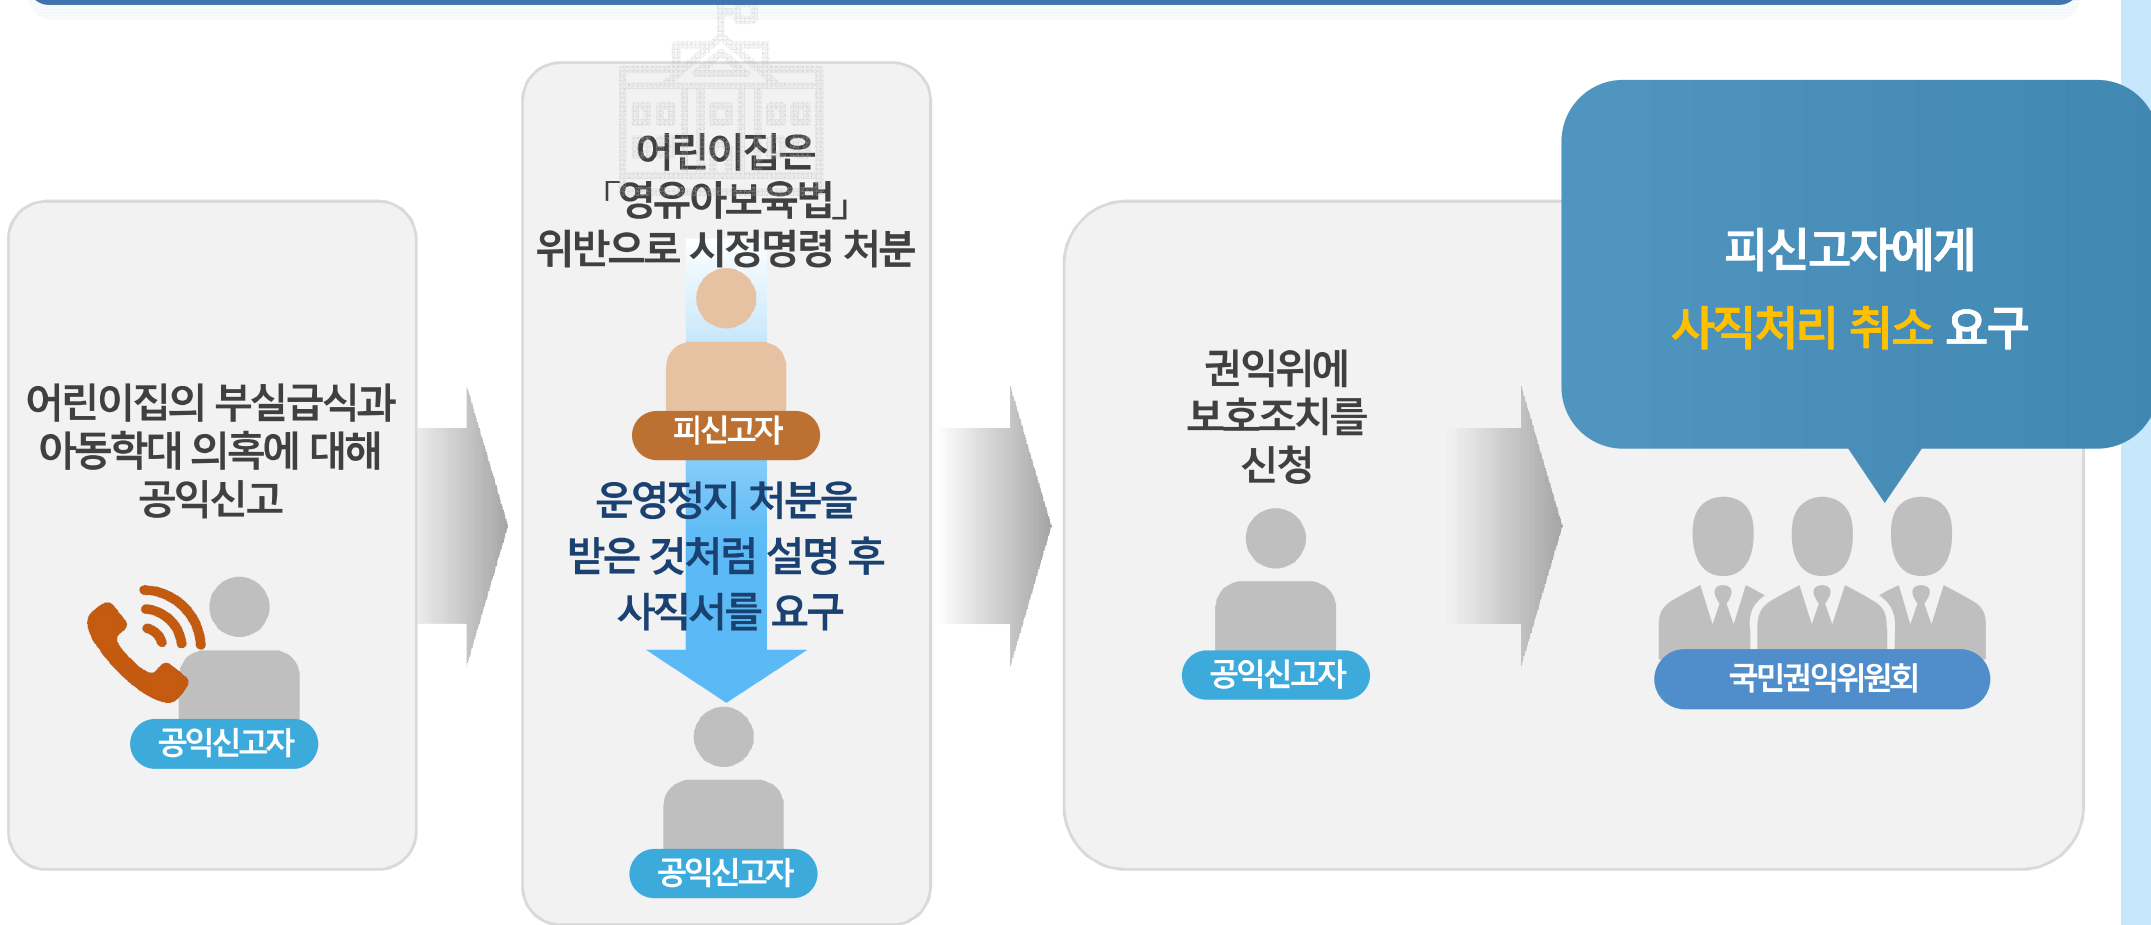 어린이집의 부실급식과
아동학대 의혹에 대해
공익신고
공익신고자
어린이집은
「영유아보육법」
위반으로 시정명령 처분
피신고자
운영정지 처분을
받은 것처럼 설명 후
사직서를 요구
공익신고자
권익위에
보호조치를
신청
공익신고자
피신고자에게
사직처리 취소 요구
국민권익위원회